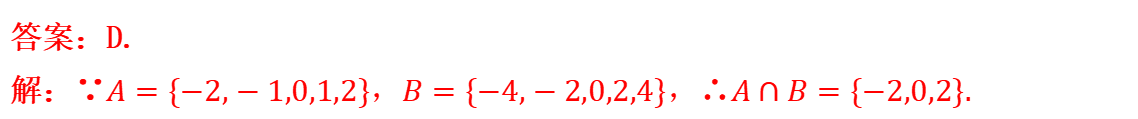 答案：D.
解：∵A = {−2, − 1,0,1,2}，B = {−4, − 2,0,2,4}，∴A ∩ B = {−2,0,2}.